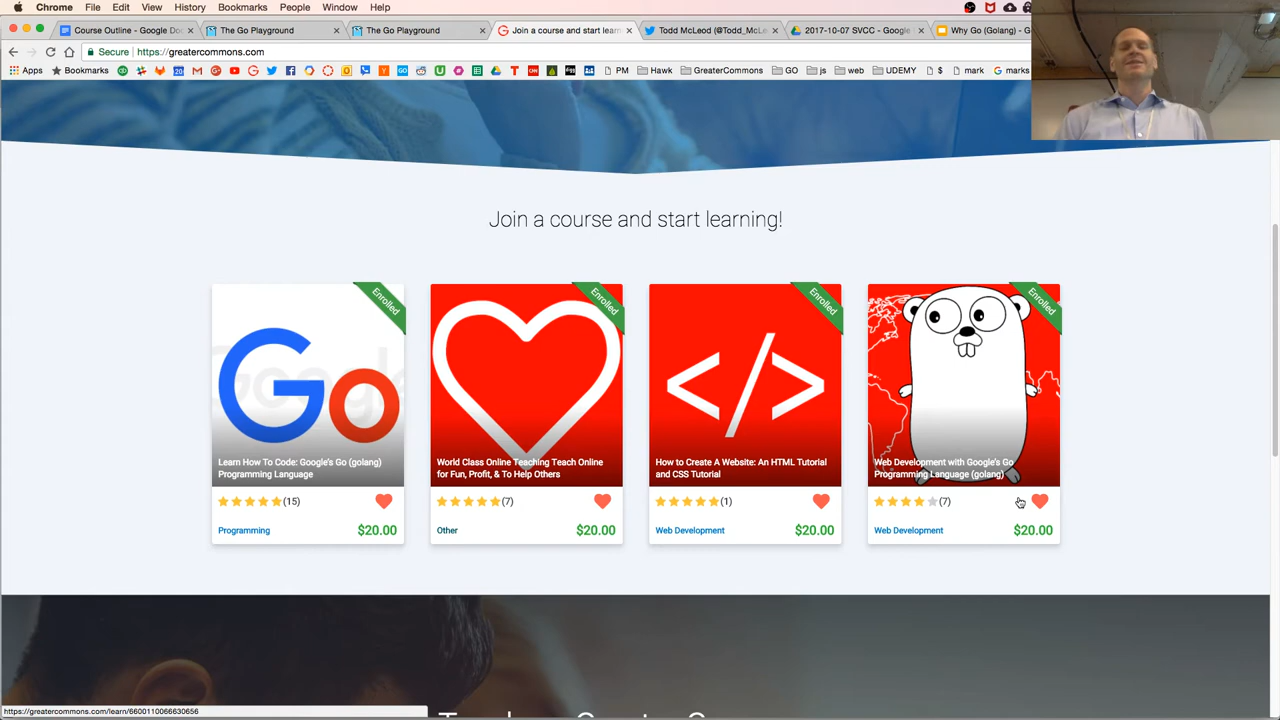 Chrome File Edit View History Bookmarks People Window Help
Course Outline - Google Do
The Go Playground
The Go Playground
Join a course and start learn
Todd McLeod (@Todd_McLe
2017-10-07 SVCC - Google
Why Go (Golang) - G
Secure https://greatercommons.com
Apps Bookmarks PM Hawk GreaterCommons GO js web UDEMY $ mark marks
Join a course and start learning!
Enrolled
Enrolled
Enrolled
Enrolled
Go
Learn How To Code: Google's Go (golang)
Programming Language
(15)
Programming $20.00
World Class Online Teaching Teach Online
for Fun, Profit, & To Help Others
(7)
Other $20.00
</>
How to Create A Website: An HTML Tutorial
and CSS Tutorial
(1)
Web Development $20.00
Web Development with Google's Go
Programming Language (golang)
(7)
Web Development $20.00
https://greatercommons.com/learn/6600110066630656